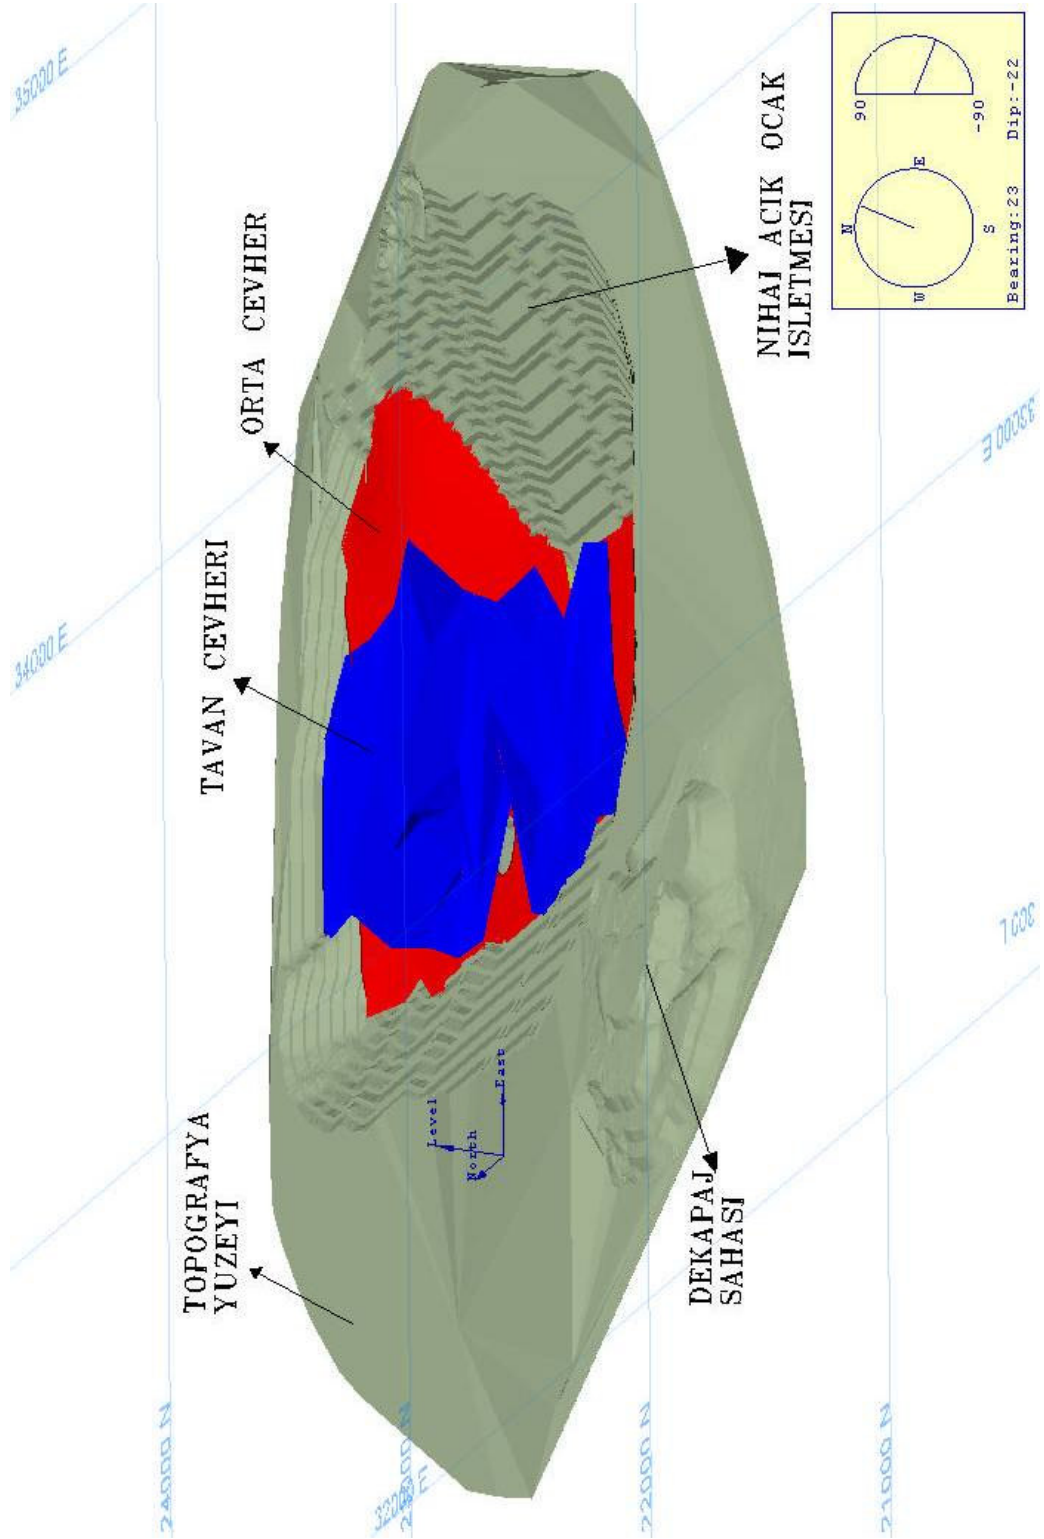 35000 E
34000 E
33000 E
24000 N
22000 N
21000 N
TOPOGRAFYA
YUZEYI
TAVAN CEVHERI
ORTA CEVHER
NIHAI ACIK OCAK
ISLETMESI
DEKAPAJ
SAHASI
Level
North
East
N
E
S
W
90
-90
Bearing:23 Dip:-22